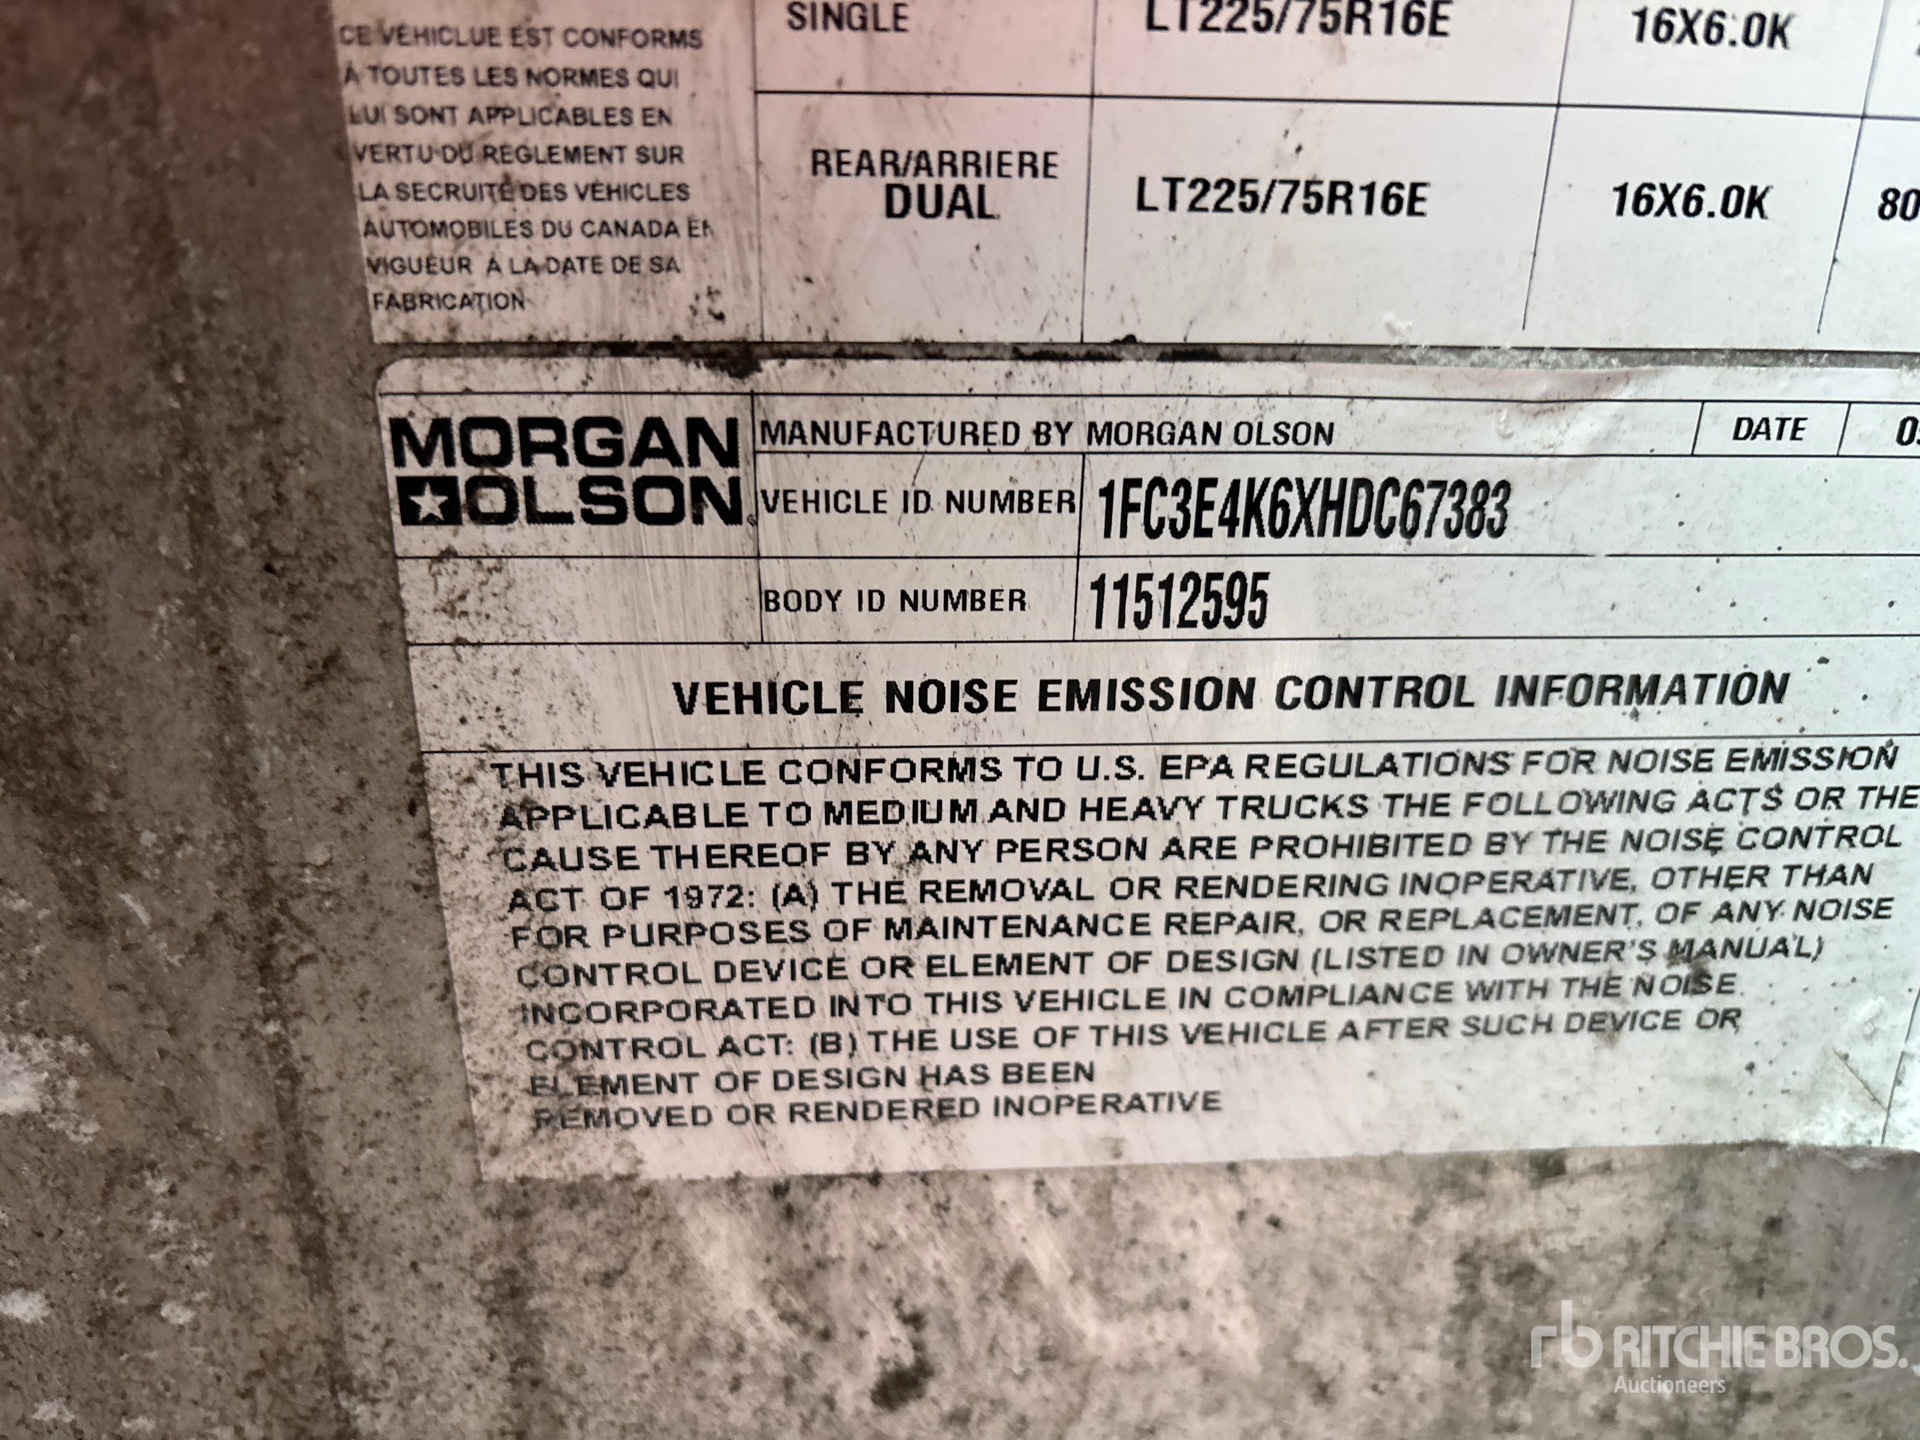 CE VÉHICLUE EST CONFORMS
À TOUTES LES NORMES QUI
LUI SONT APPLICABLES EN
VERTU DU RÈGLEMENT SUR
LA SECRUITÉ DES VÉHICLES
AUTOMOBILES DU CANADA EN
VIGUEUR À LA DATE DE SA
FABRICATION
SINGLE LT225/75R16E 16X6.0K
REAR/ARRIERE
DUAL LT225/75R16E 16X6.0K 80
MORGAN
OLSON
MANUFACTURED BY MORGAN OLSON DATE
VEHICLE ID NUMBER 1FC3E4K6XHDC67383
BODY ID NUMBER 11512595
VEHICLE NOISE EMISSION CONTROL INFORMATION
THIS VEHICLE CONFORMS TO U.S. EPA REGULATIONS FOR NOISE EMISSION
APPLICABLE TO MEDIUM AND HEAVY TRUCKS THE FOLLOWING ACTS OR THE
CAUSE THEREOF BY ANY PERSON ARE PROHIBITED BY THE NOISE CONTROL
ACT OF 1972: (A) THE REMOVAL OR RENDERING INOPERATIVE, OTHER THAN
FOR PURPOSES OF MAINTENANCE REPAIR, OR REPLACEMENT, OF ANY NOISE
CONTROL DEVICE OR ELEMENT OF DESIGN (LISTED IN OWNER'S MANUAL)
INCORPORATED INTO THIS VEHICLE IN COMPLIANCE WITH THE NOISE
CONTROL ACT: (B) THE USE OF THIS VEHICLE AFTER SUCH DEVICE OR
ELEMENT OF DESIGN HAS BEEN
REMOVED OR RENDERED INOPERATIVE
rb RITCHIE BROS.
Auctioneers